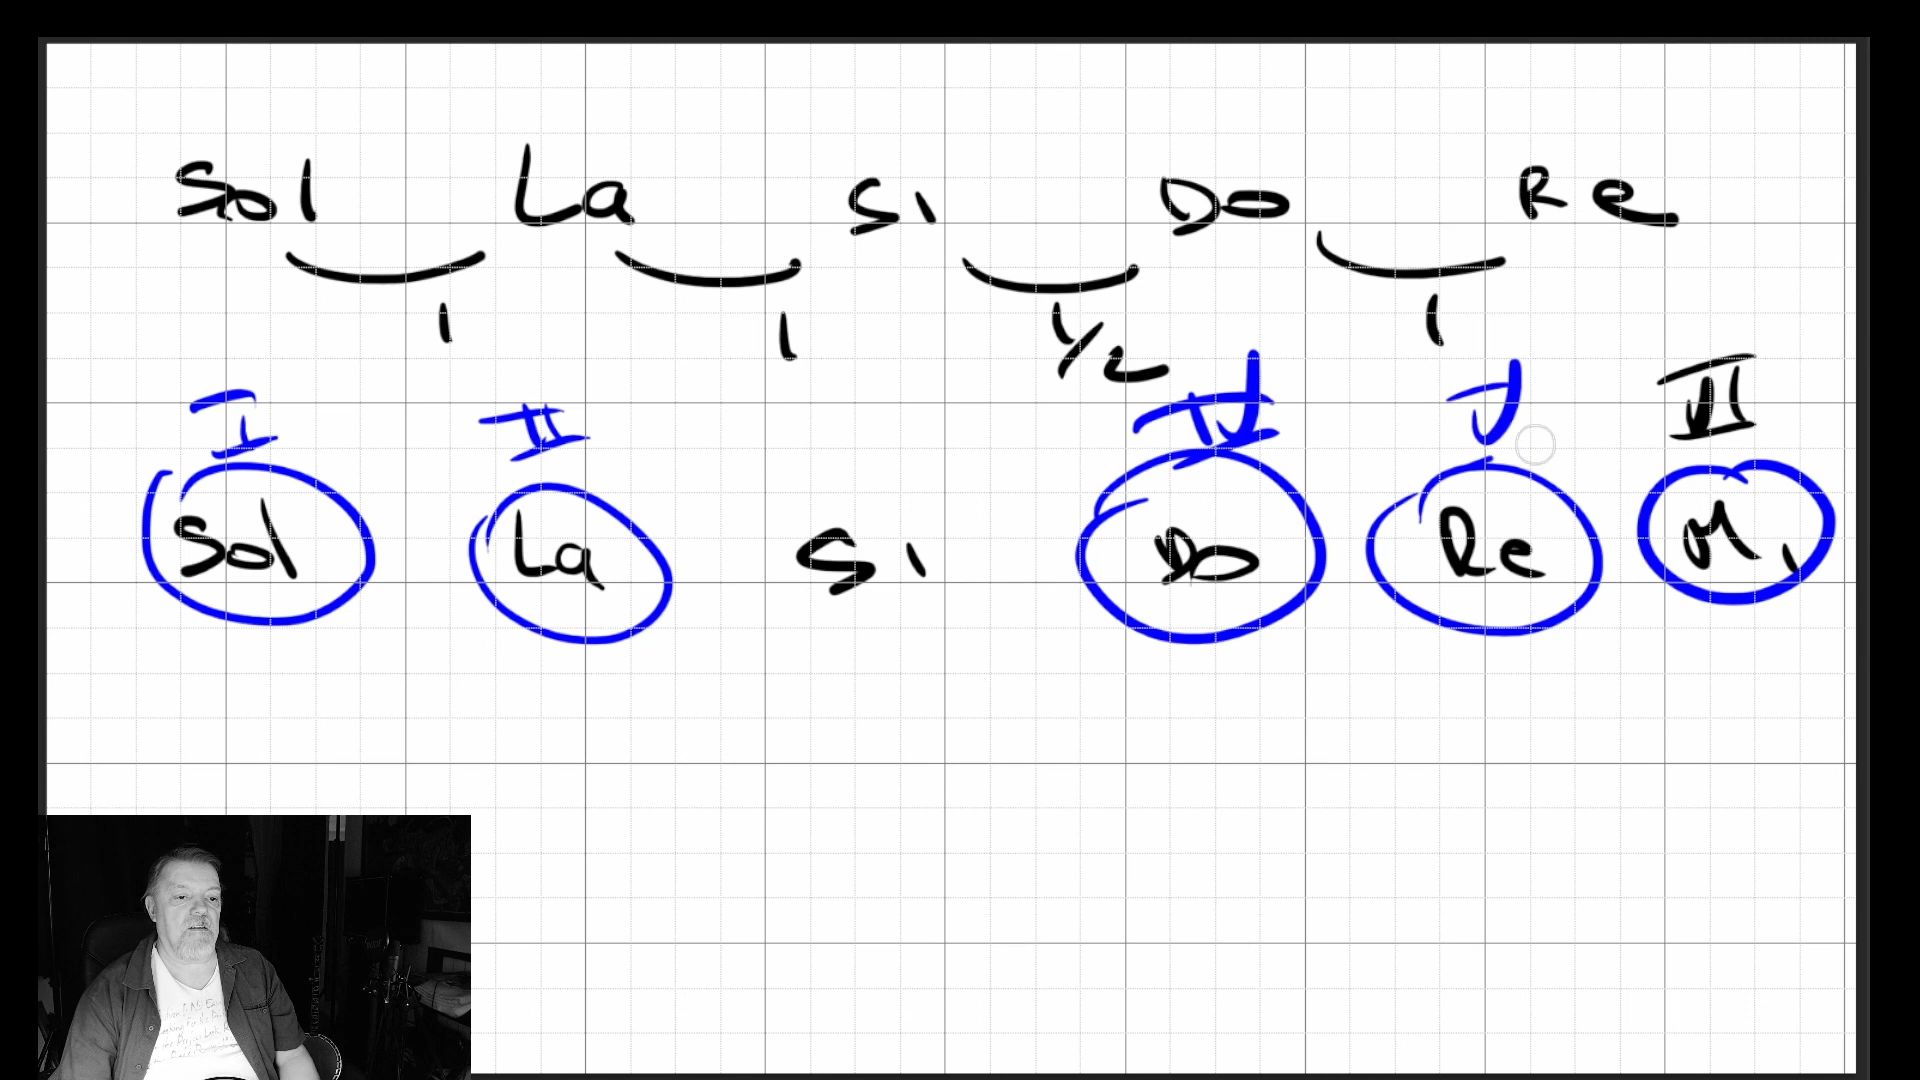 Sol La Si Do Re
1 1 1/2 1
I II IV V VI
Sol La Si Do Re Mi